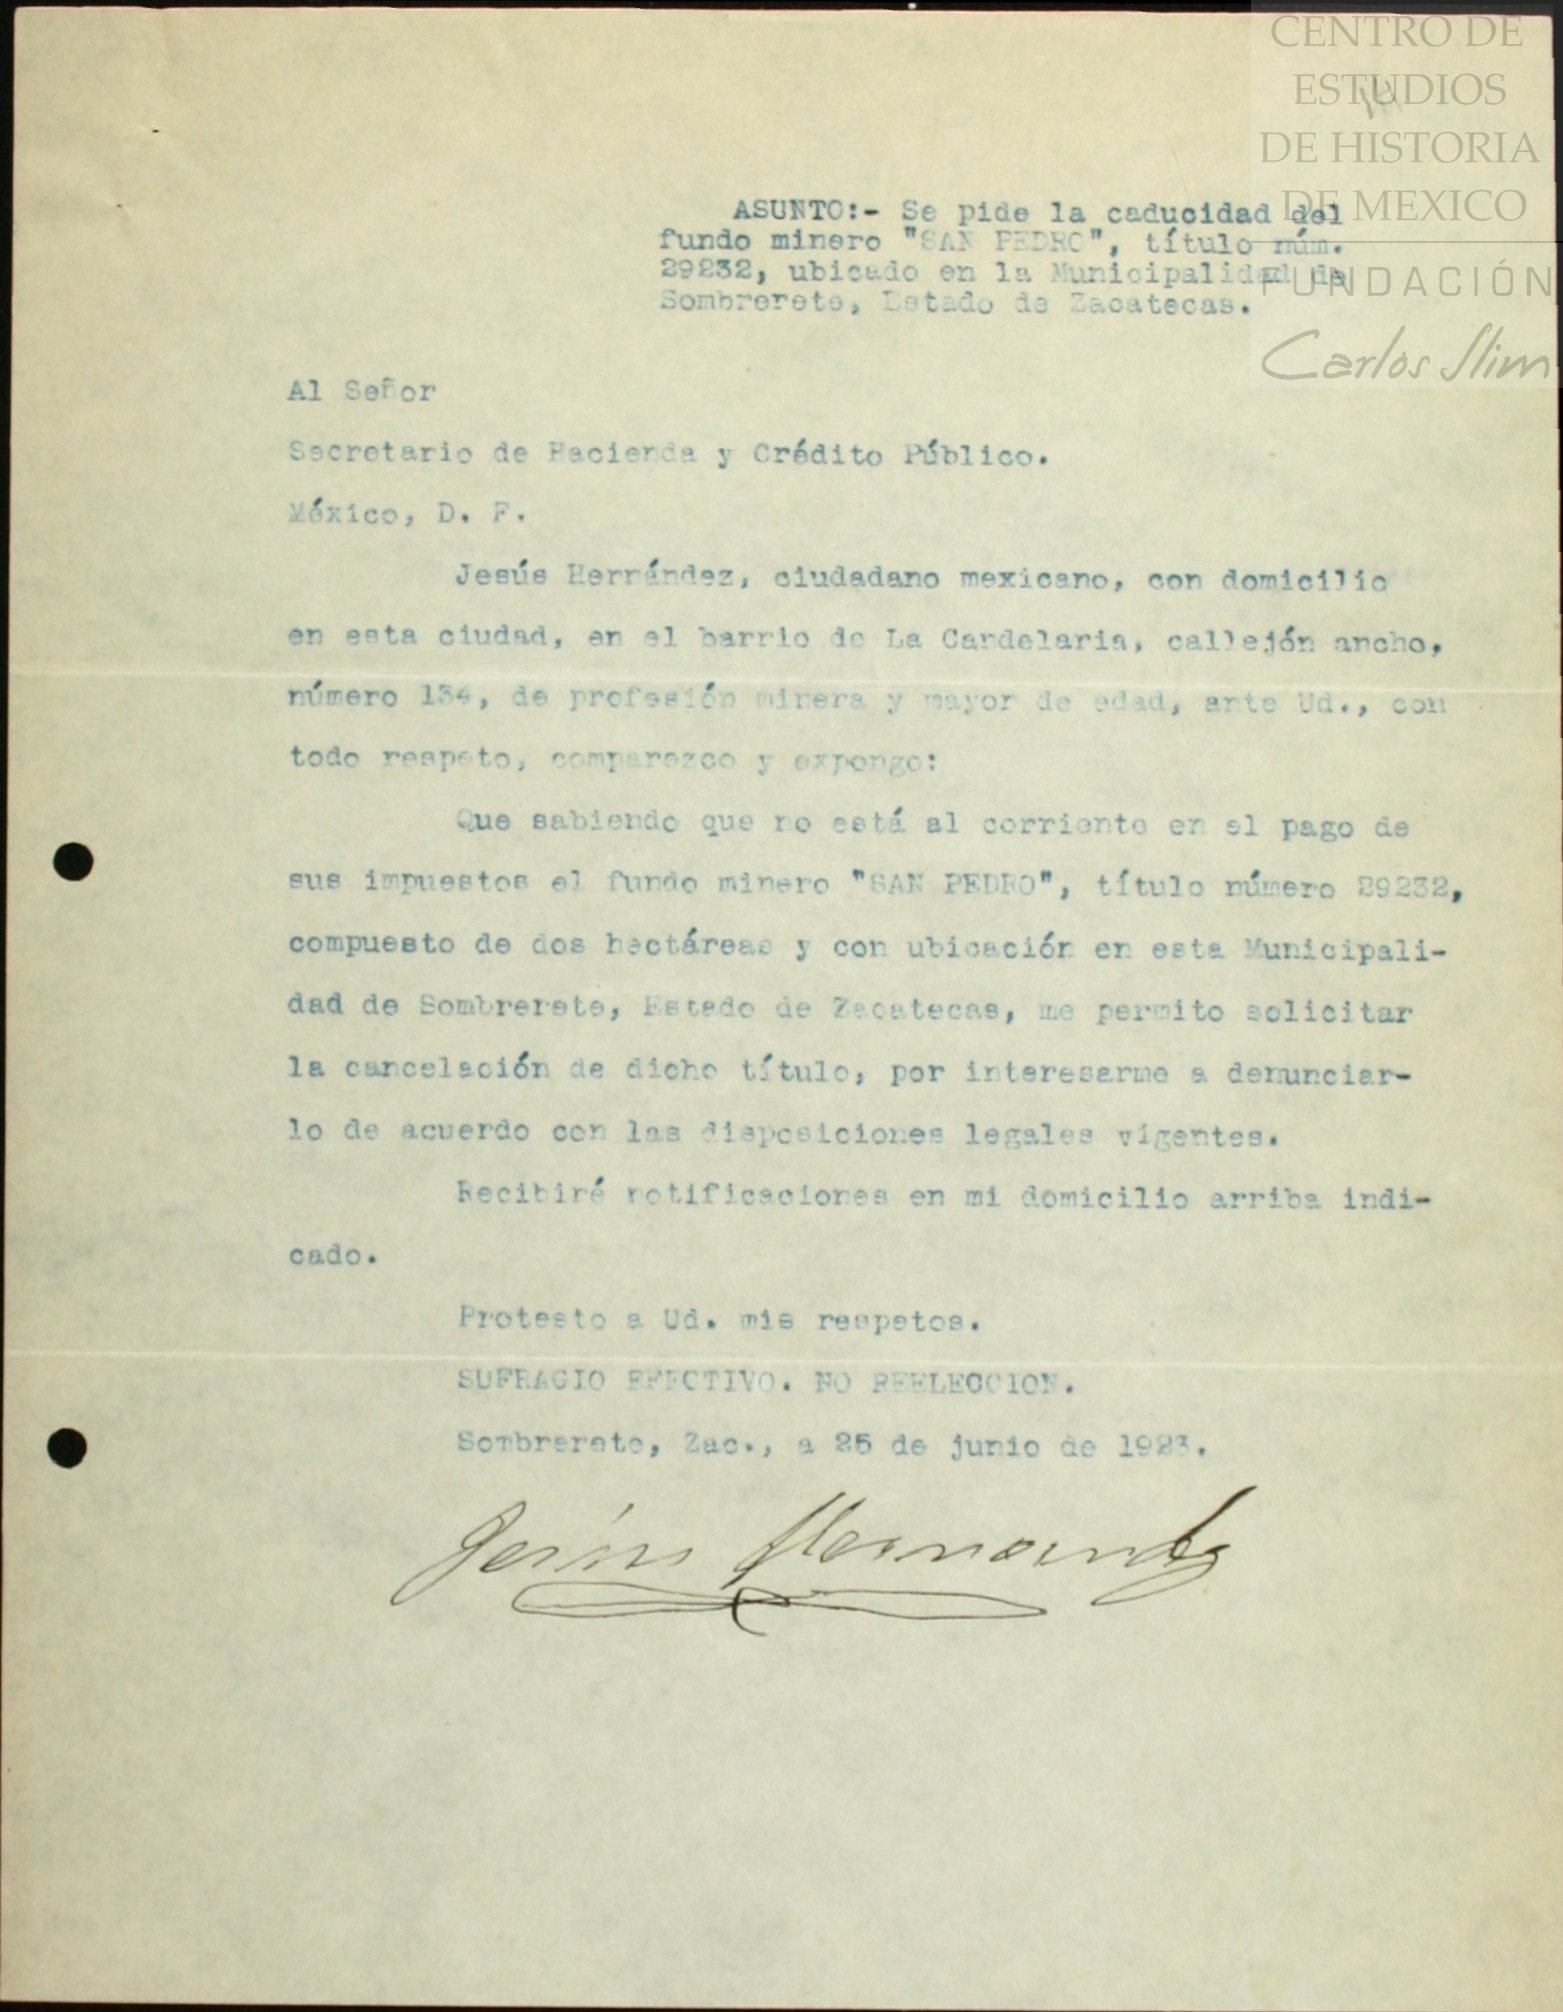 CENTRO DE
ESTUDIOS
DE HISTORIA
DE MEXICO
FUNDACIÓN
Carlos Slim
ASUNTO:- Se pide la caducidad del
fundo minero "SAN PEDRO", título núm.
29232, ubicado en la Municipalidad de
Sombrerete, Estado de Zacatecas.
Al Señor
Secretario de Hacienda y Crédito Público.
México, D. F.
Jesús Hernández, ciudadano mexicano, con domicilio
en esta ciudad, en el barrio de La Candelaria, callejón ancho,
número 134, de profesión minera y mayor de edad, ante Ud., con
todo respeto, comparezco y expongo:
Que sabiendo que no está al corriente en el pago de
sus impuestos el fundo minero "SAN PEDRO", título número 29232,
compuesto de dos hectáreas y con ubicación en esta Municipali-
dad de Sombrerete, Estado de Zacatecas, me permito solicitar
la cancelación de dicho título, por interesarme a denunciar-
lo de acuerdo con las disposiciones legales vigentes.
Recibiré notificaciones en mi domicilio arriba indi-
cado.
Protesto a Ud. mis respetos.
SUFRAGIO EFECTIVO. NO REELECCION.
Sombrerete, Zac., a 25 de junio de 1923.
Jesús Hernández